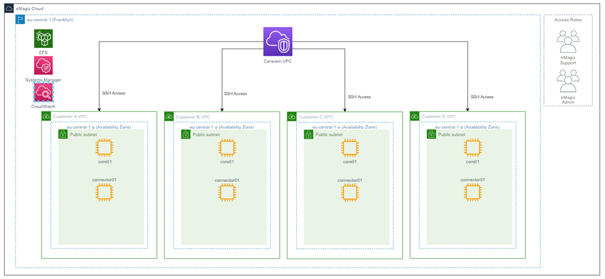 eMagiz Cloud
eu-central-1 (Frankfurt)
EFS
Systems Manager
CloudWatch
Carwash VPC
SSH Access
SSH Access
SSH Access
SSH Access
Access Roles
eMagiz
Support
eMagiz
Admin
Customer A VPC
eu-central-1-a (Availability Zone)
Public subnet
core01
connector01
Customer B VPC
eu-central-1-a (Availability Zone)
Public subnet
core01
connector01
Customer C VPC
eu-central-1-a (Availability Zone)
Public subnet
core01
connector01
Customer D VPC
eu-central-1-a (Availability Zone)
Public subnet
core01
connector01